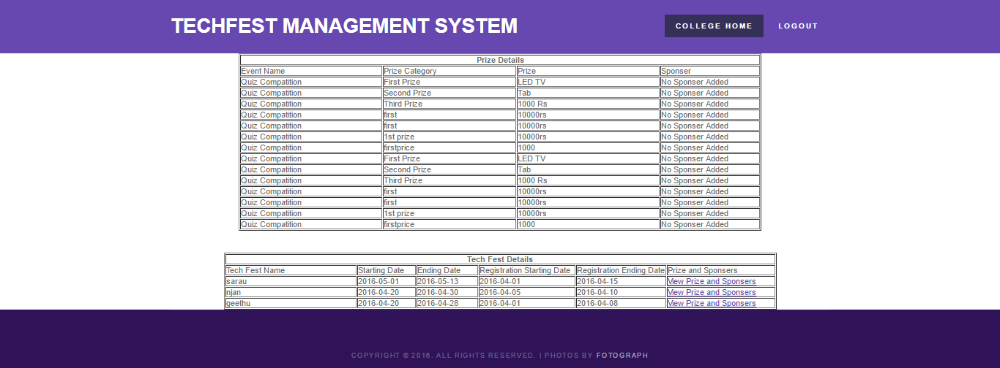 TECHFEST MANAGEMENT SYSTEM COLLEGE HOME LOGOUT
Prize Details
Event Name Prize Category Prize Sponser
Quiz Compatition First Prize LED TV No Sponser Added
Quiz Compatition Second Prize Tab No Sponser Added
Quiz Compatition Third Prize 1000 Rs No Sponser Added
Quiz Compatition first 10000rs No Sponser Added
Quiz Compatition first 10000rs No Sponser Added
Quiz Compatition 1st prize 10000rs No Sponser Added
Quiz Compatition firstprice 1000 No Sponser Added
Quiz Compatition First Prize LED TV No Sponser Added
Quiz Compatition Second Prize Tab No Sponser Added
Quiz Compatition Third Prize 1000 Rs No Sponser Added
Quiz Compatition first 10000rs No Sponser Added
Quiz Compatition first 10000rs No Sponser Added
Quiz Compatition 1st prize 10000rs No Sponser Added
Quiz Compatition firstprice 1000 No Sponser Added
Tech Fest Details
Tech Fest Name Starting Date Ending Date Registration Starting Date Registration Ending Date Prize and Sponsers
sarau 2016-05-01 2016-05-13 2016-04-01 2016-04-15 View Prize and Sponsers
njan 2016-04-20 2016-04-30 2016-04-05 2016-04-10 View Prize and Sponsers
geethu 2016-04-20 2016-04-28 2016-04-01 2016-04-08 View Prize and Sponsers
COPYRIGHT © 2016. ALL RIGHTS RESERVED. | PHOTOS BY FOTOGRAPH